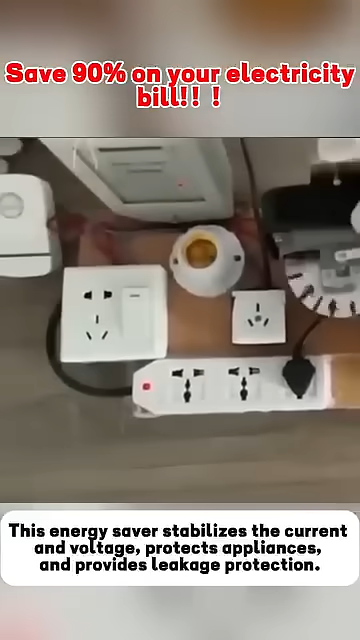 Save 90% on your electricity
bill!！！
This energy saver stabilizes the current
and voltage, protects appliances,
and provides leakage protection.